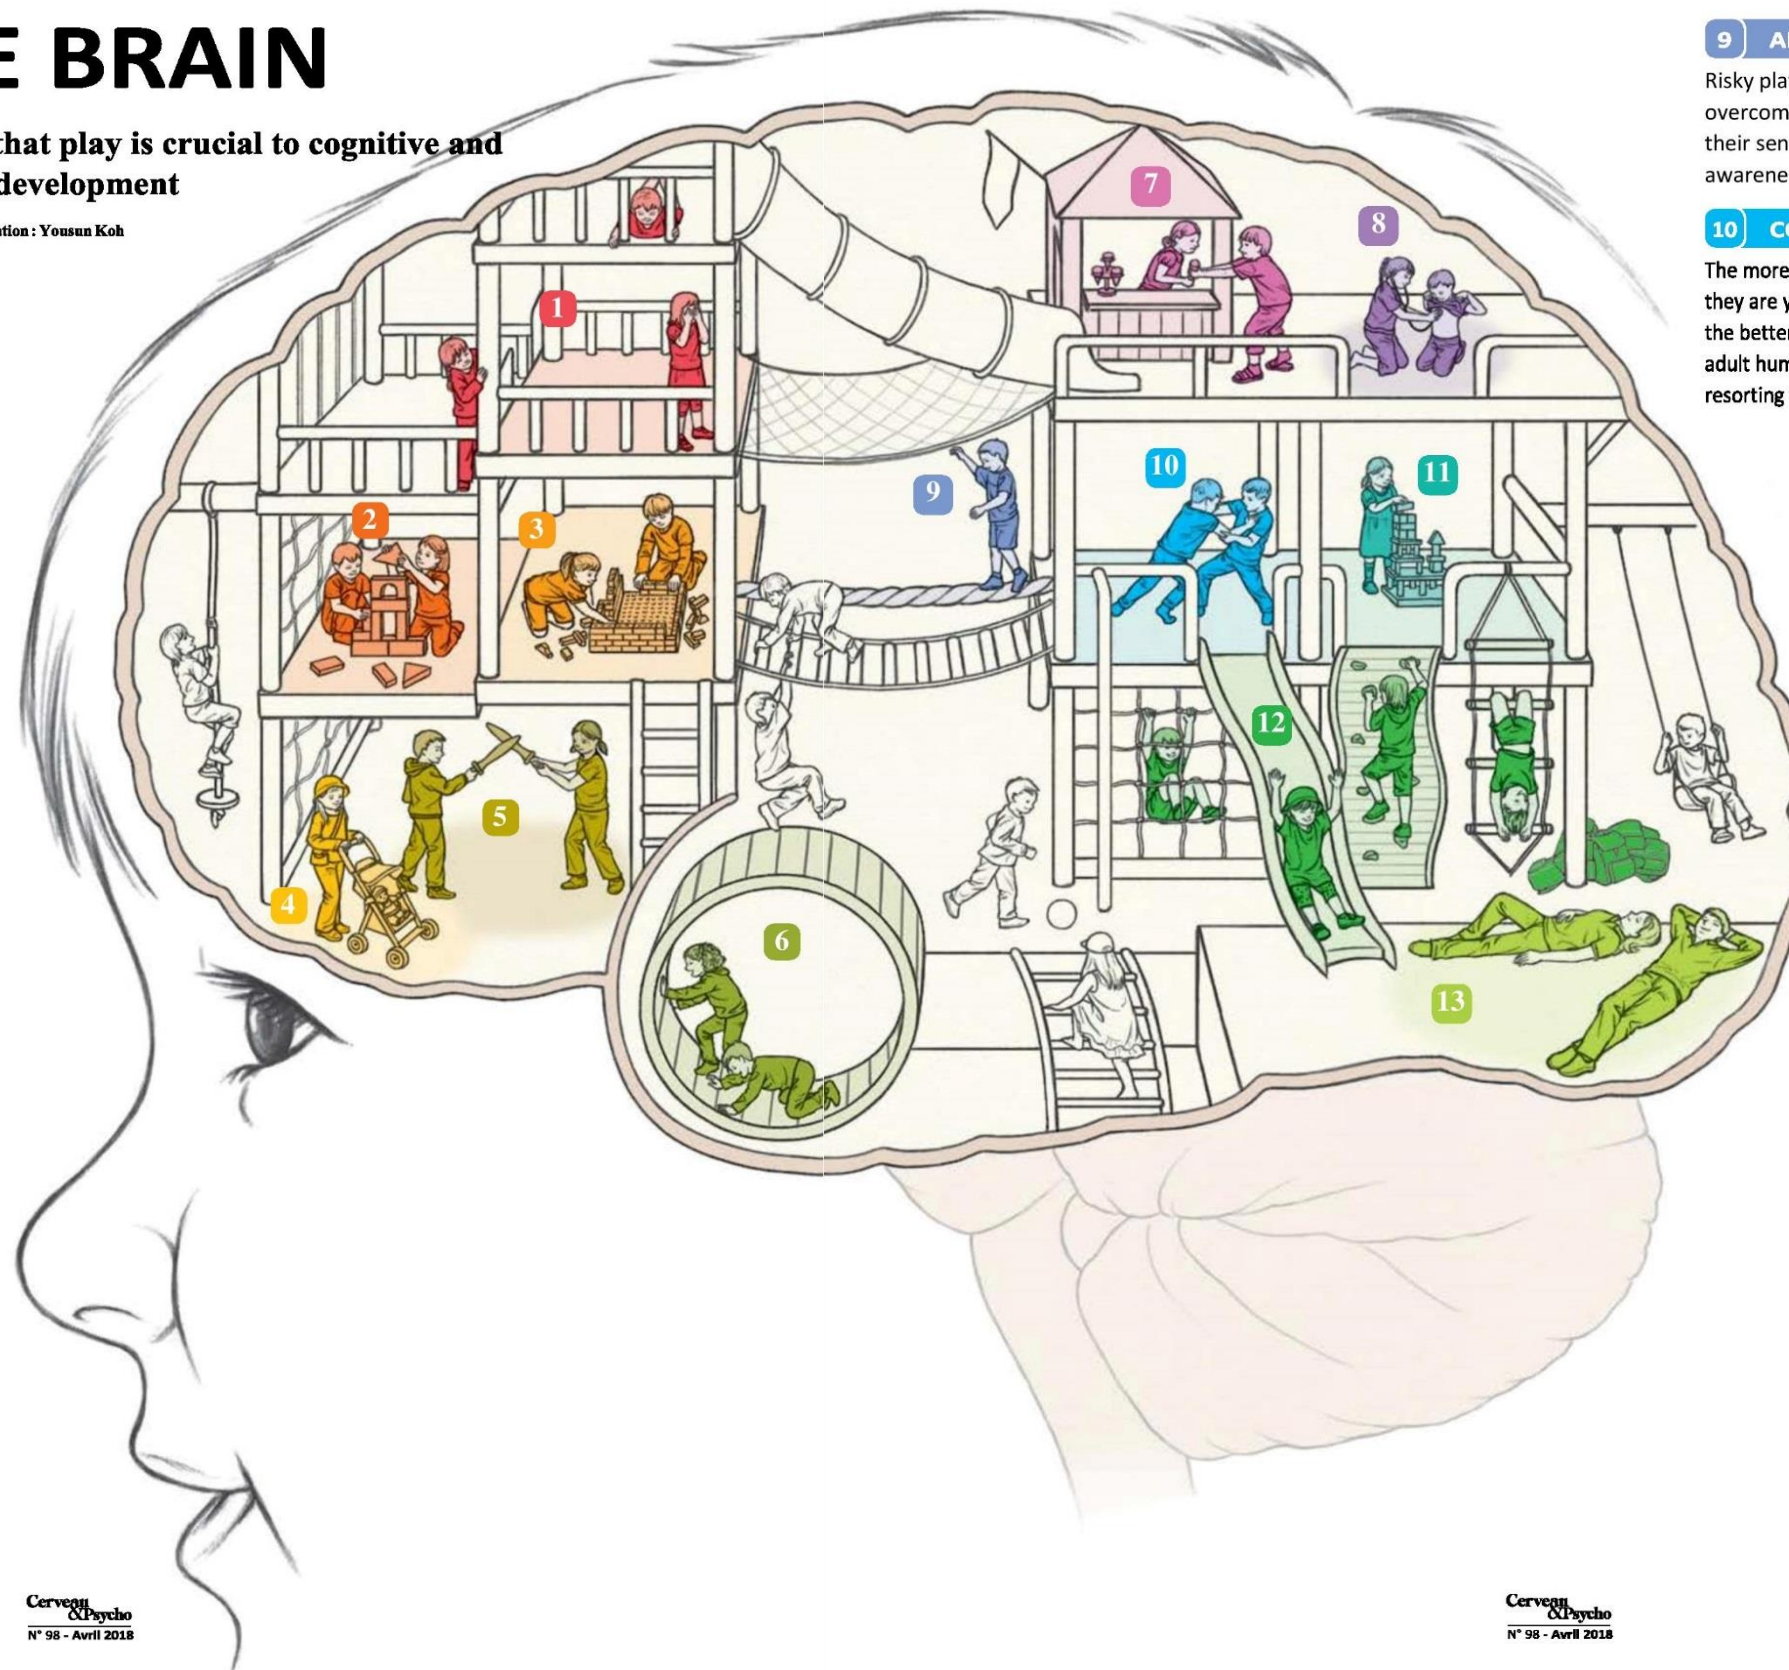 E BRAIN
that play is crucial to cognitive and
development
ation : Yousun Koh
1
2
3
4
5
6
7
8
9
10
11
12
13
9
Risky pla
overcom
their sen
awarene
10
The more
they are y
the better
adult hum
resorting
Cerveau
&Psycho
N° 98 - Avril 2018
Cerveau
&Psycho
N° 98 - Avril 2018